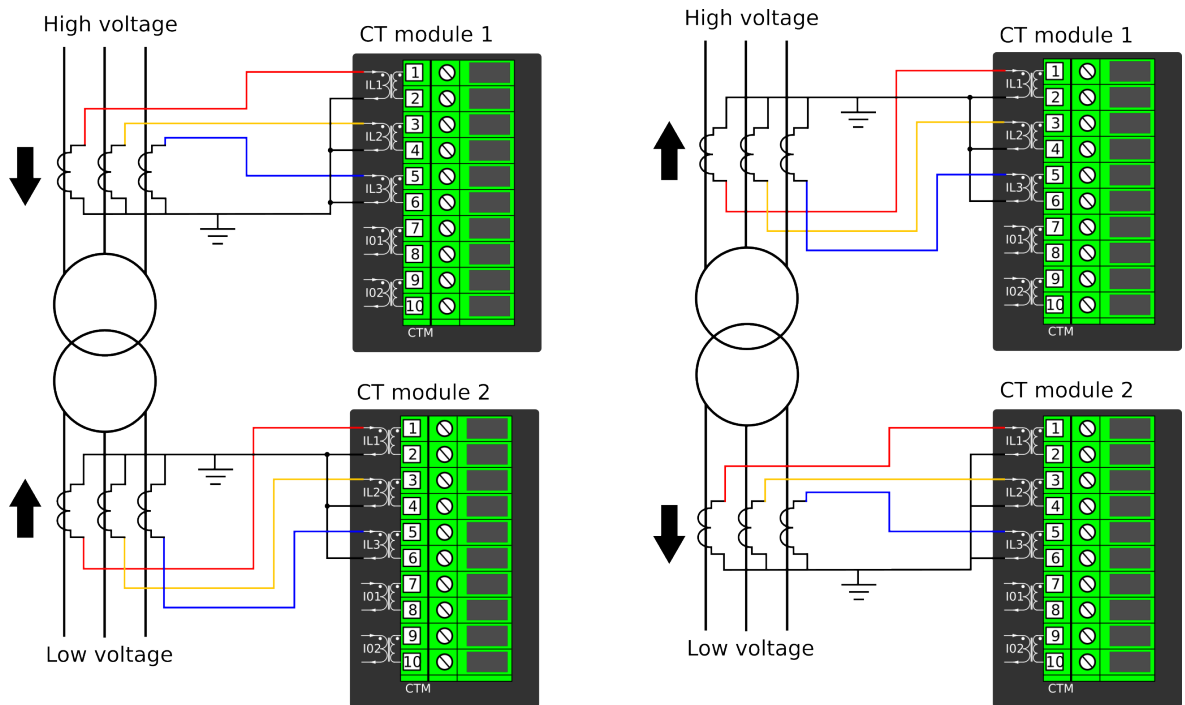 High voltage
CT module 1
IL1
1
2
IL2
3
4
IL3
5
6
I01
7
8
I02
9
10
CTM
CT module 2
IL1
1
2
IL2
3
4
IL3
5
6
I01
7
8
I02
9
10
CTM
Low voltage
High voltage
CT module 1
IL1
1
2
IL2
3
4
IL3
5
6
I01
7
8
I02
9
10
CTM
CT module 2
IL1
1
2
IL2
3
4
IL3
5
6
I01
7
8
I02
9
10
CTM
Low voltage